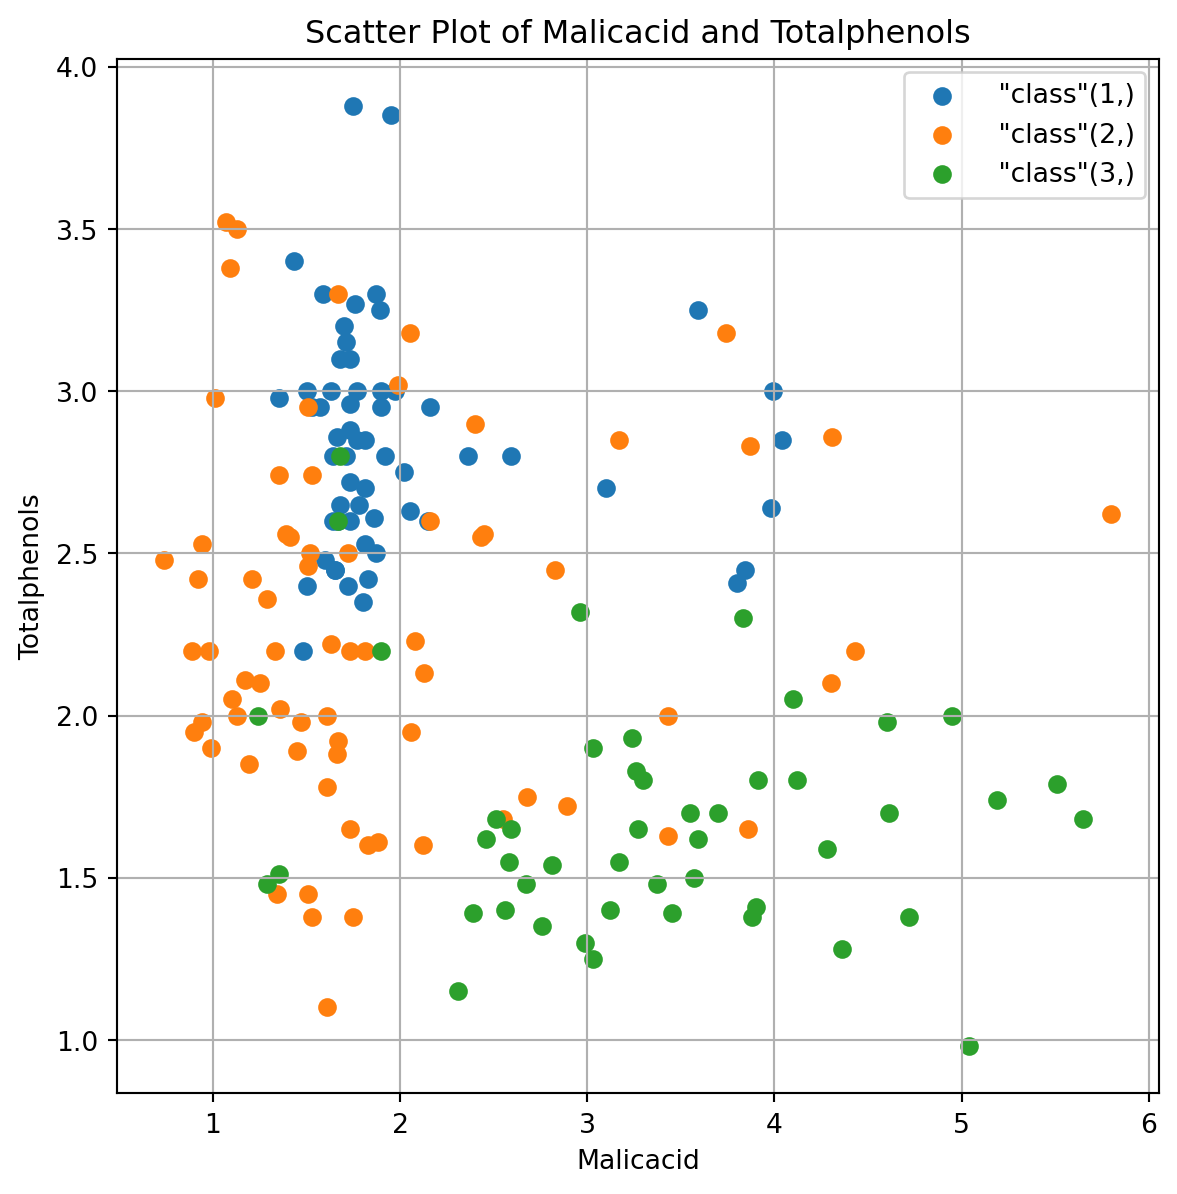 Scatter Plot of Malicacid and Totalphenols
"class"(1,)
"class"(2,)
"class"(3,)
4.0
3.5
3.0
2.5
2.0
1.5
1.0
Totalphenols
1 2 3 4 5 6
Malicacid